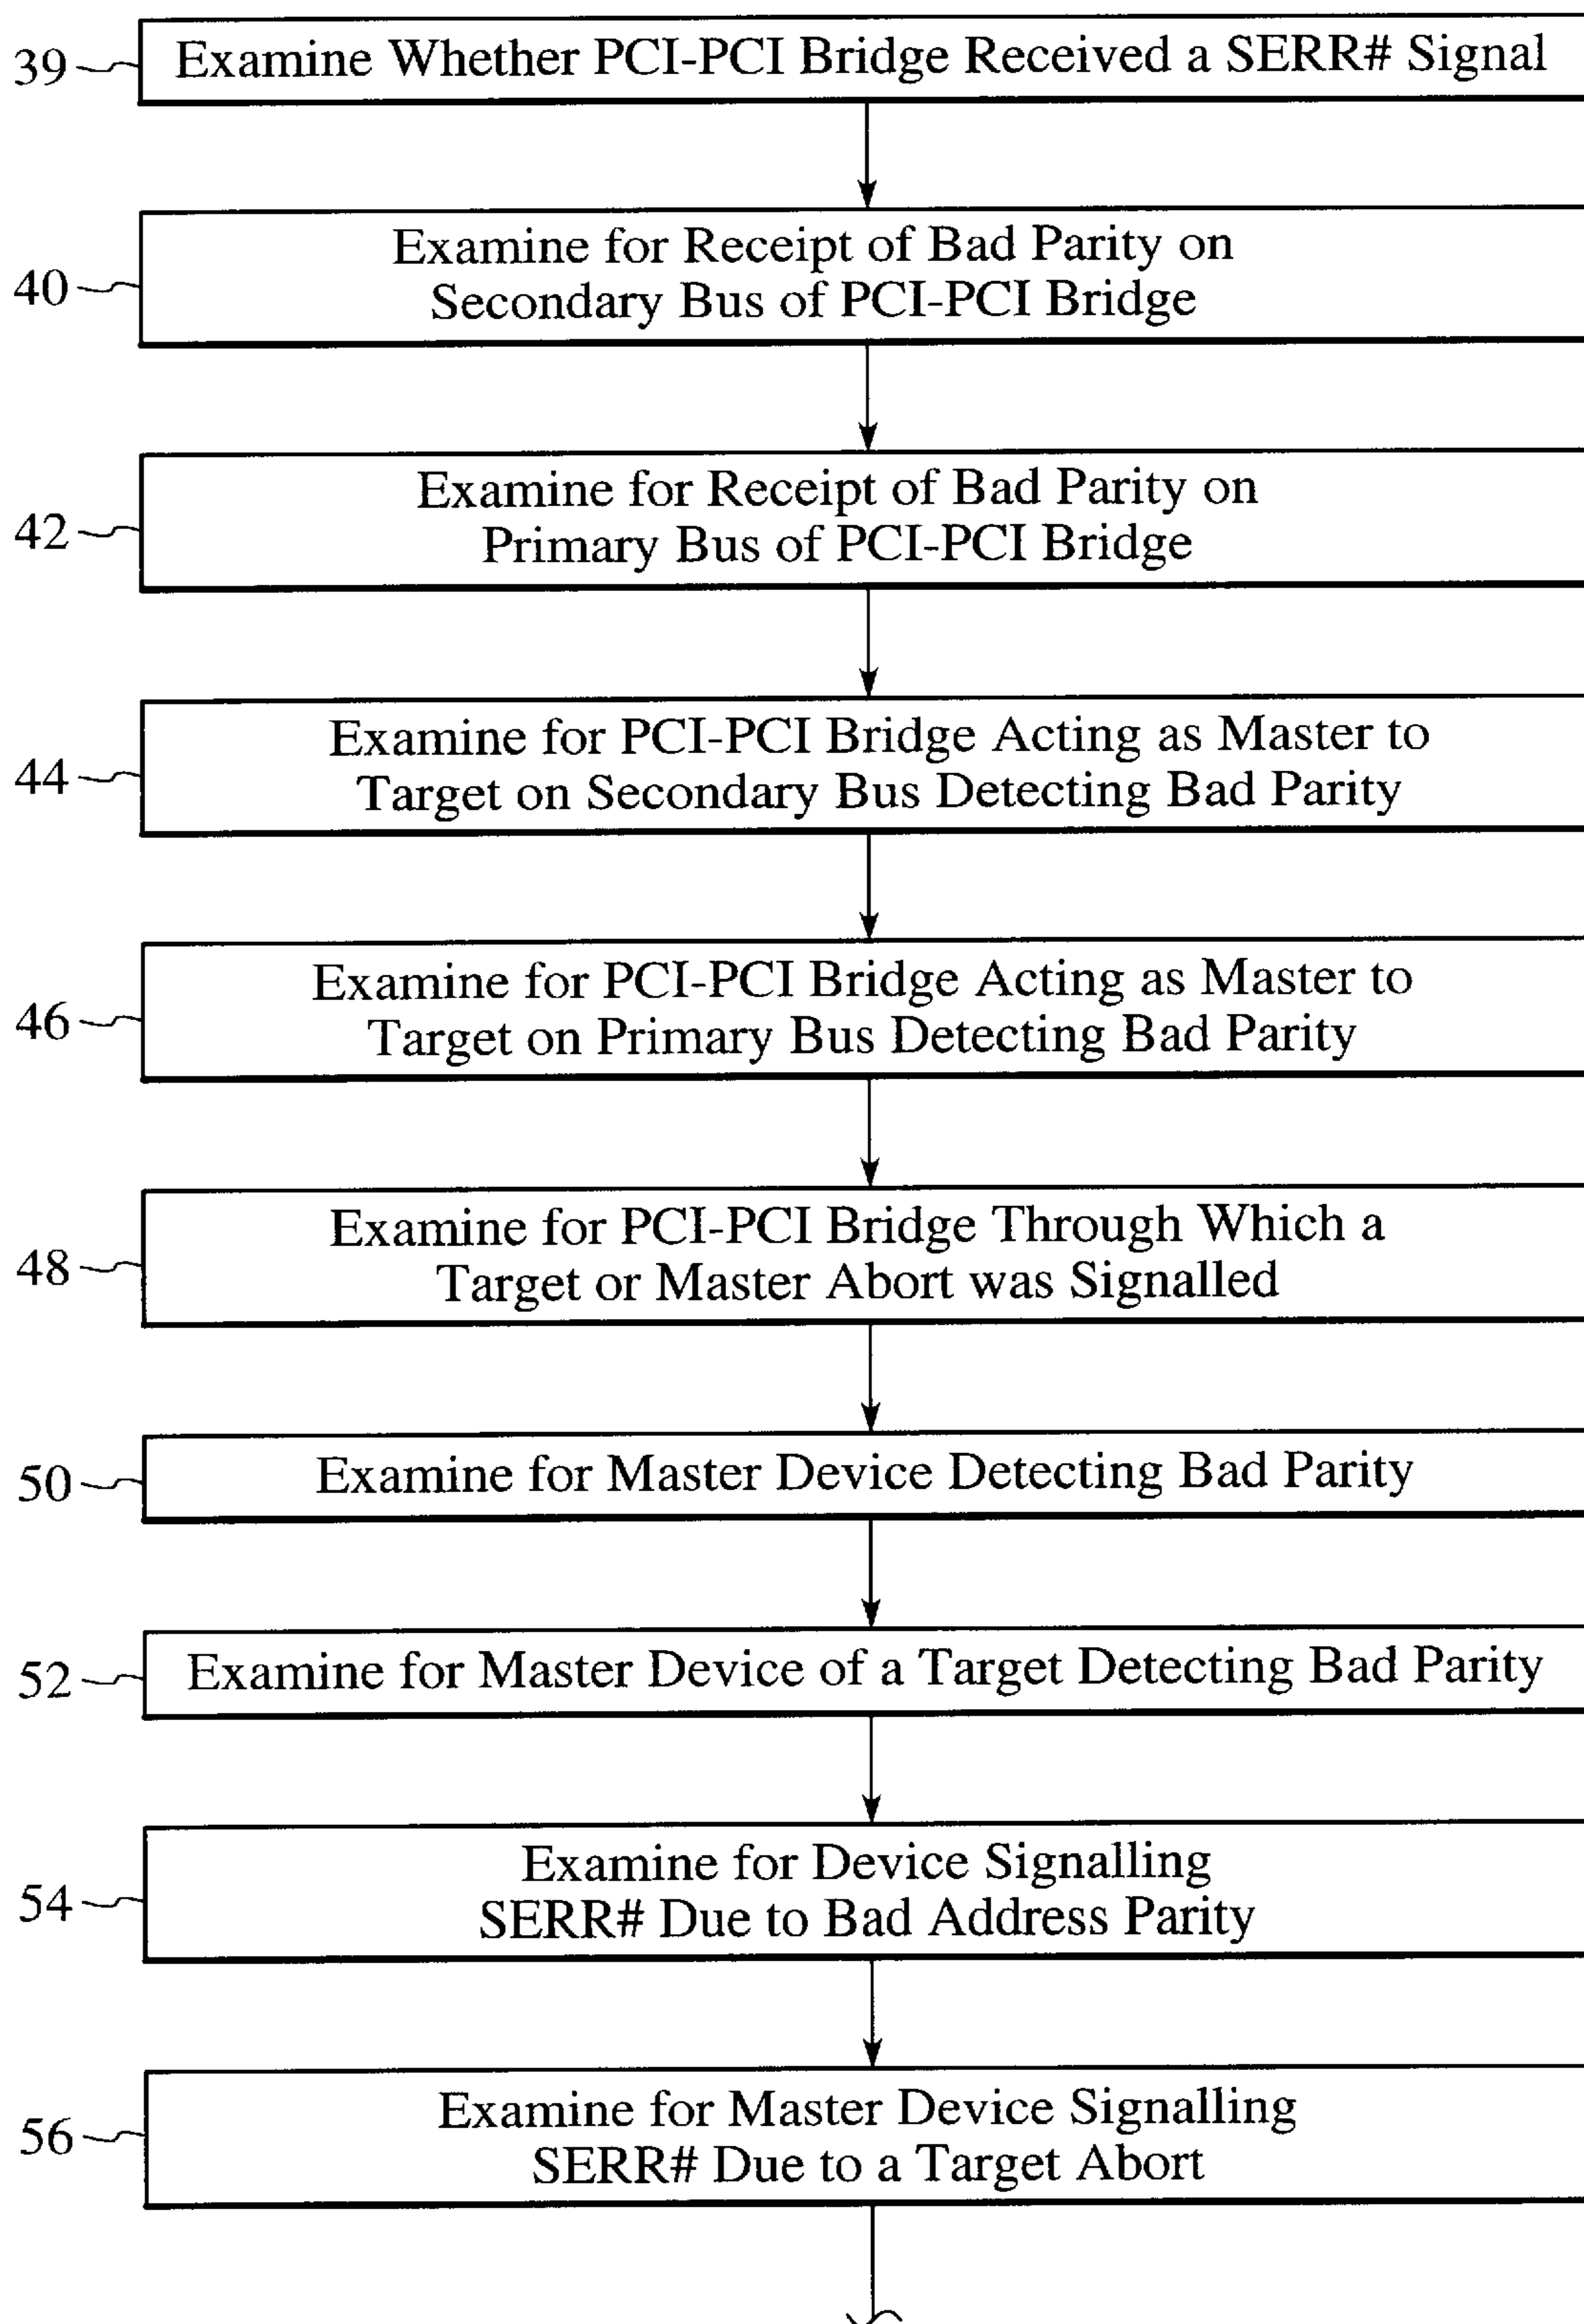 39 Examine Whether PCI-PCI Bridge Received a SERR# Signal
40 Examine for Receipt of Bad Parity on
Secondary Bus of PCI-PCI Bridge
42 Examine for Receipt of Bad Parity on
Primary Bus of PCI-PCI Bridge
44 Examine for PCI-PCI Bridge Acting as Master to
Target on Secondary Bus Detecting Bad Parity
46 Examine for PCI-PCI Bridge Acting as Master to
Target on Primary Bus Detecting Bad Parity
48 Examine for PCI-PCI Bridge Through Which a
Target or Master Abort was Signalled
50 Examine for Master Device Detecting Bad Parity
52 Examine for Master Device of a Target Detecting Bad Parity
54 Examine for Device Signalling
SERR# Due to Bad Address Parity
56 Examine for Master Device Signalling
SERR# Due to a Target Abort